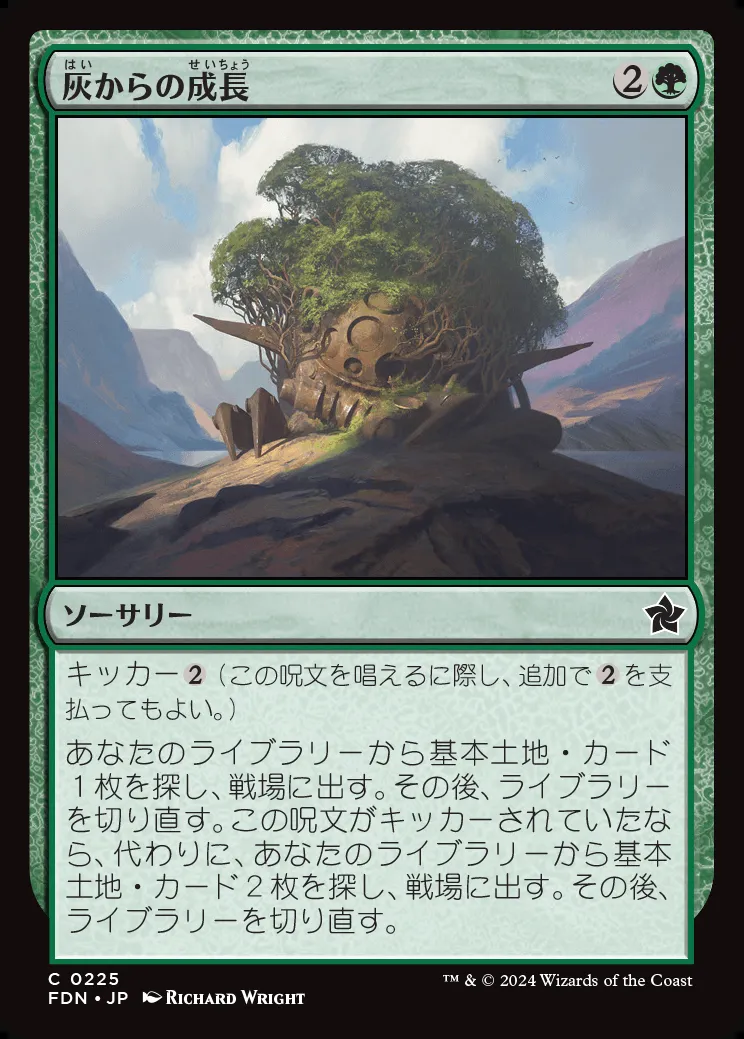 はい せいちょう
灰からの成長 2
ソーサリー
キッカー2（この呪文を唱えるに際し、追加で2を支
払ってもよい。）
あなたのライブラリーから基本土地・カード
１枚を探し、戦場に出す。その後、ライブラリー
を切り直す。この呪文がキッカーされていたな
ら、代わりに、あなたのライブラリーから基本
土地・カード２枚を探し、戦場に出す。その後、
ライブラリーを切り直す。
C 0225
FDN • JP RICHARD WRIGHT
™ & © 2024 Wizards of the Coast